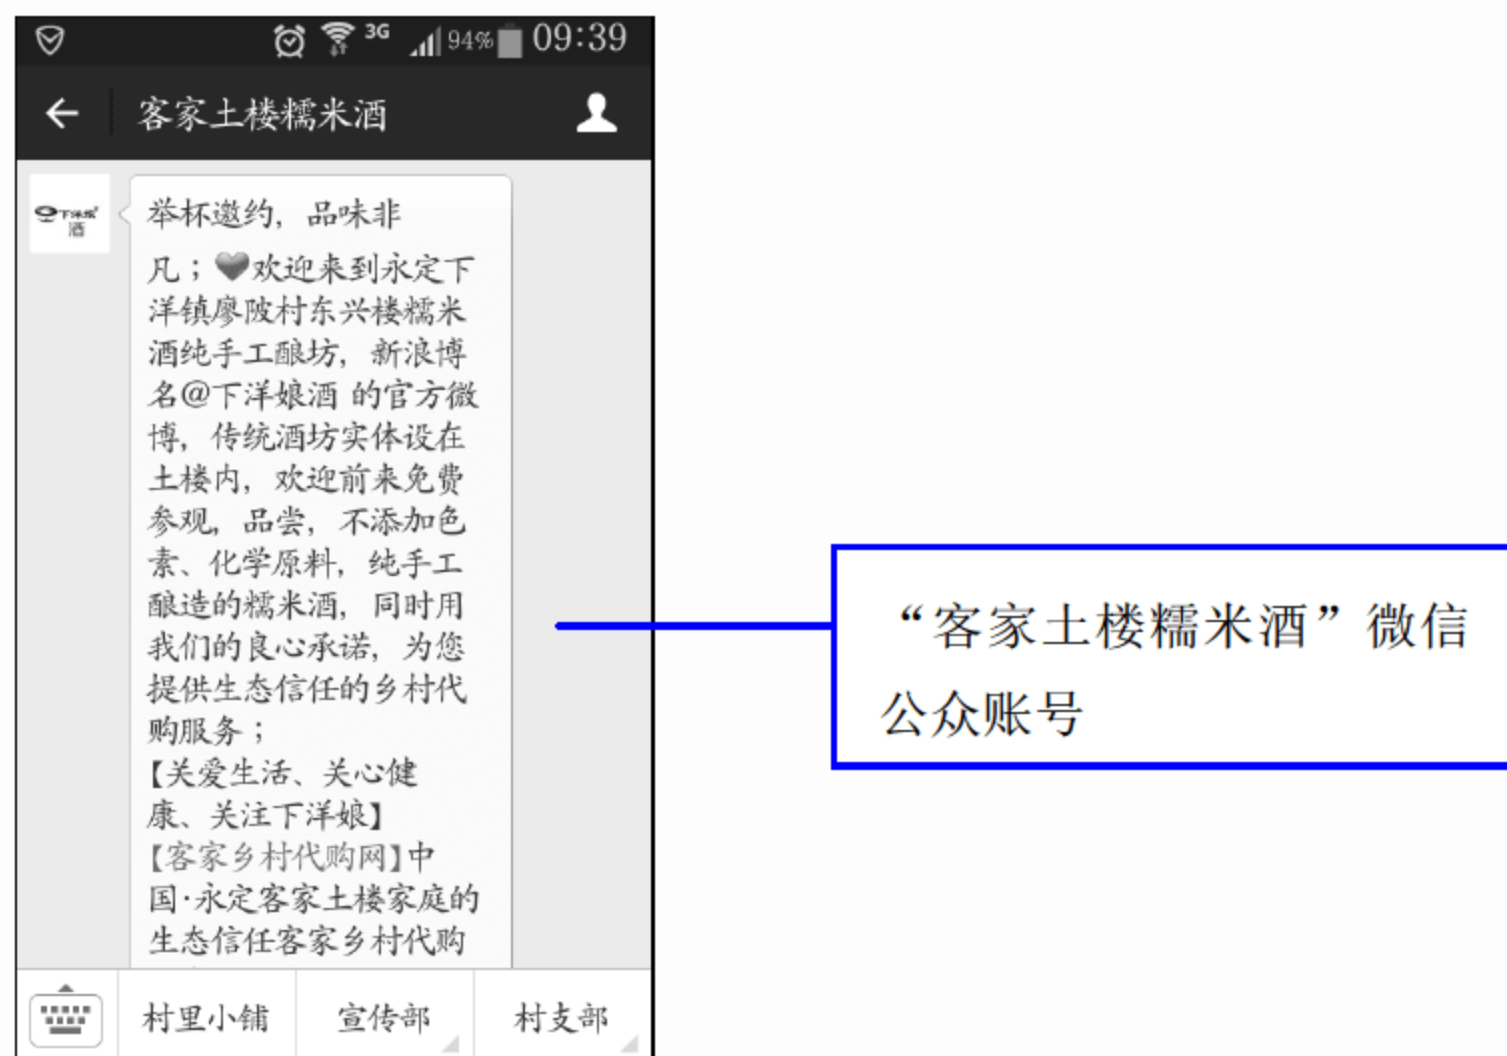 3G 94% 09:39
客家土楼糯米酒
下洋娘
酒
举杯邀约，品味非
凡；欢迎来到永定下
洋镇廖陂村东兴楼糯米
酒纯手工酿坊，新浪博
名@下洋娘酒 的官方微
博，传统酒坊实体设在
土楼内，欢迎前来免费
参观，品尝，不添加色
素、化学原料，纯手工
酿造的糯米酒，同时用
我们的良心承诺，为您
提供生态信任的乡村代
购服务；
【关爱生活、关心健
康、关注下洋娘】
【客家乡村代购网】中
国·永定客家土楼家庭的
生态信任客家乡村代购
村里小铺 宣传部 村支部
“客家土楼糯米酒”微信
公众账号